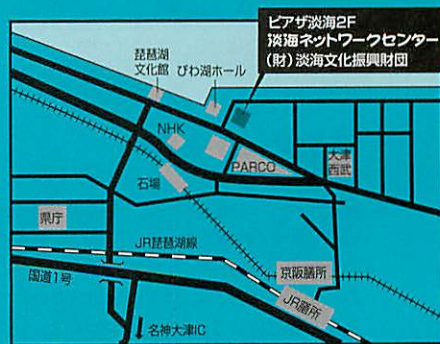 ピアザ淡海2F
淡海ネットワークセンター
(財)淡海文化振興財団
琵琶湖
文化館
びわ湖ホール
NHK
PARCO
大津
西武
石場
県庁
JR琵琶湖線
国道1号
京阪膳所
JR膳所
名神大津IC